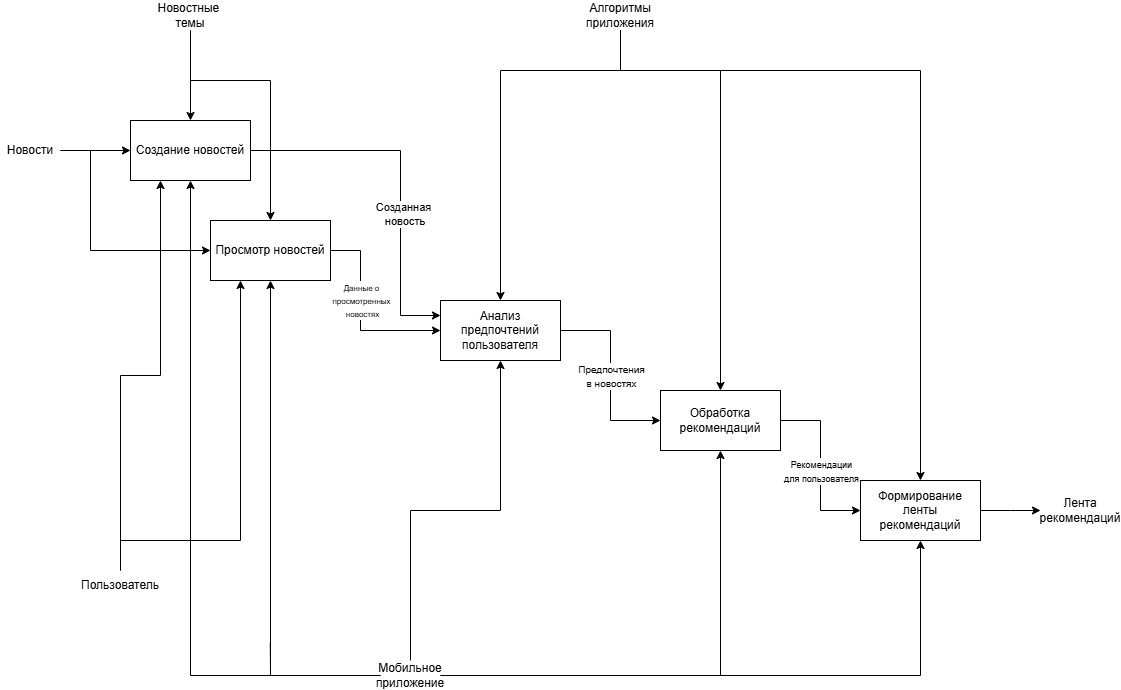 Новостные
темы
Алгоритмы
приложения
Новости
Создание новостей
Созданная
новость
Просмотр новостей
Данные о
просмотренных
новостях
Анализ
предпочтений
пользователя
Предпочтения
в новостях
Обработка
рекомендаций
Рекомендации
для пользователя
Формирование
ленты
рекомендаций
Лента
рекомендаций
Пользователь
Мобильное
приложение